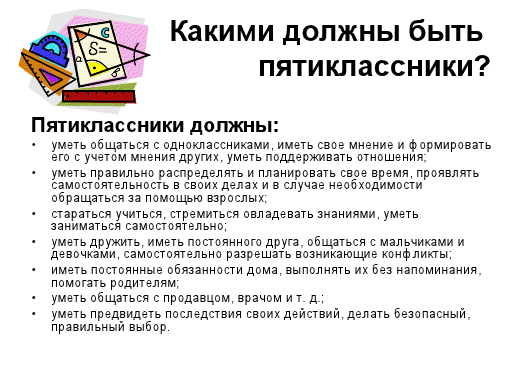 Какими должны быть
пятиклассники?
S=
a
Пятиклассники должны:
• уметь общаться с одноклассниками, иметь свое мнение и формировать
его с учетом мнения других, уметь поддерживать отношения;
• уметь правильно распределять и планировать свое время, проявлять
самостоятельность в своих делах и в случае необходимости
обращаться за помощью взрослых;
• стараться учиться, стремиться овладевать знаниями, уметь
заниматься самостоятельно;
• уметь дружить, иметь постоянного друга, общаться с мальчиками и
девочками, самостоятельно разрешать возникающие конфликты;
• иметь постоянные обязанности дома, выполнять их без напоминания,
помогать родителям;
• уметь общаться с продавцом, врачом и т. д.;
• уметь предвидеть последствия своих действий, делать безопасный,
правильный выбор.